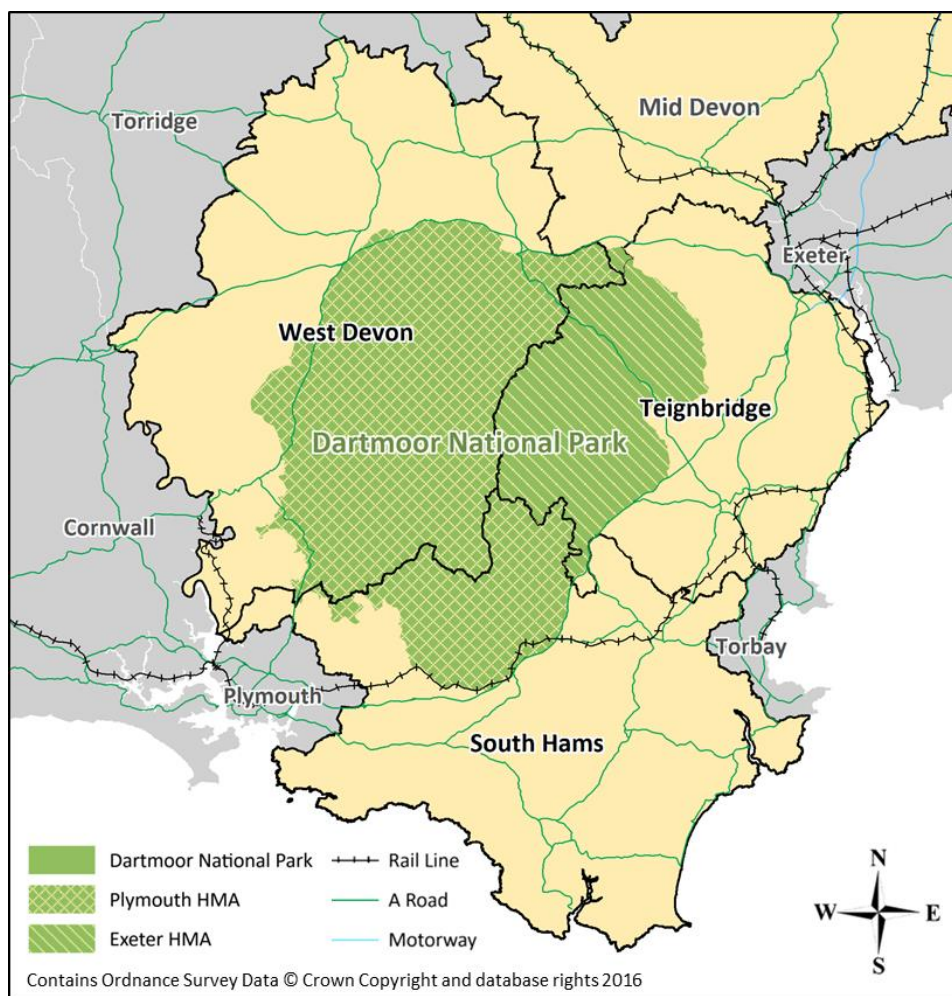 Mid Devon
Torridge
Exeter
West Devon
Teignbridge
Dartmoor National Park
Cornwall
Torbay
Plymouth
South Hams
Dartmoor National Park
Plymouth HMA
Exeter HMA
Rail Line
A Road
Motorway
N
W
E
S
Contains Ordnance Survey Data © Crown Copyright and database rights 2016